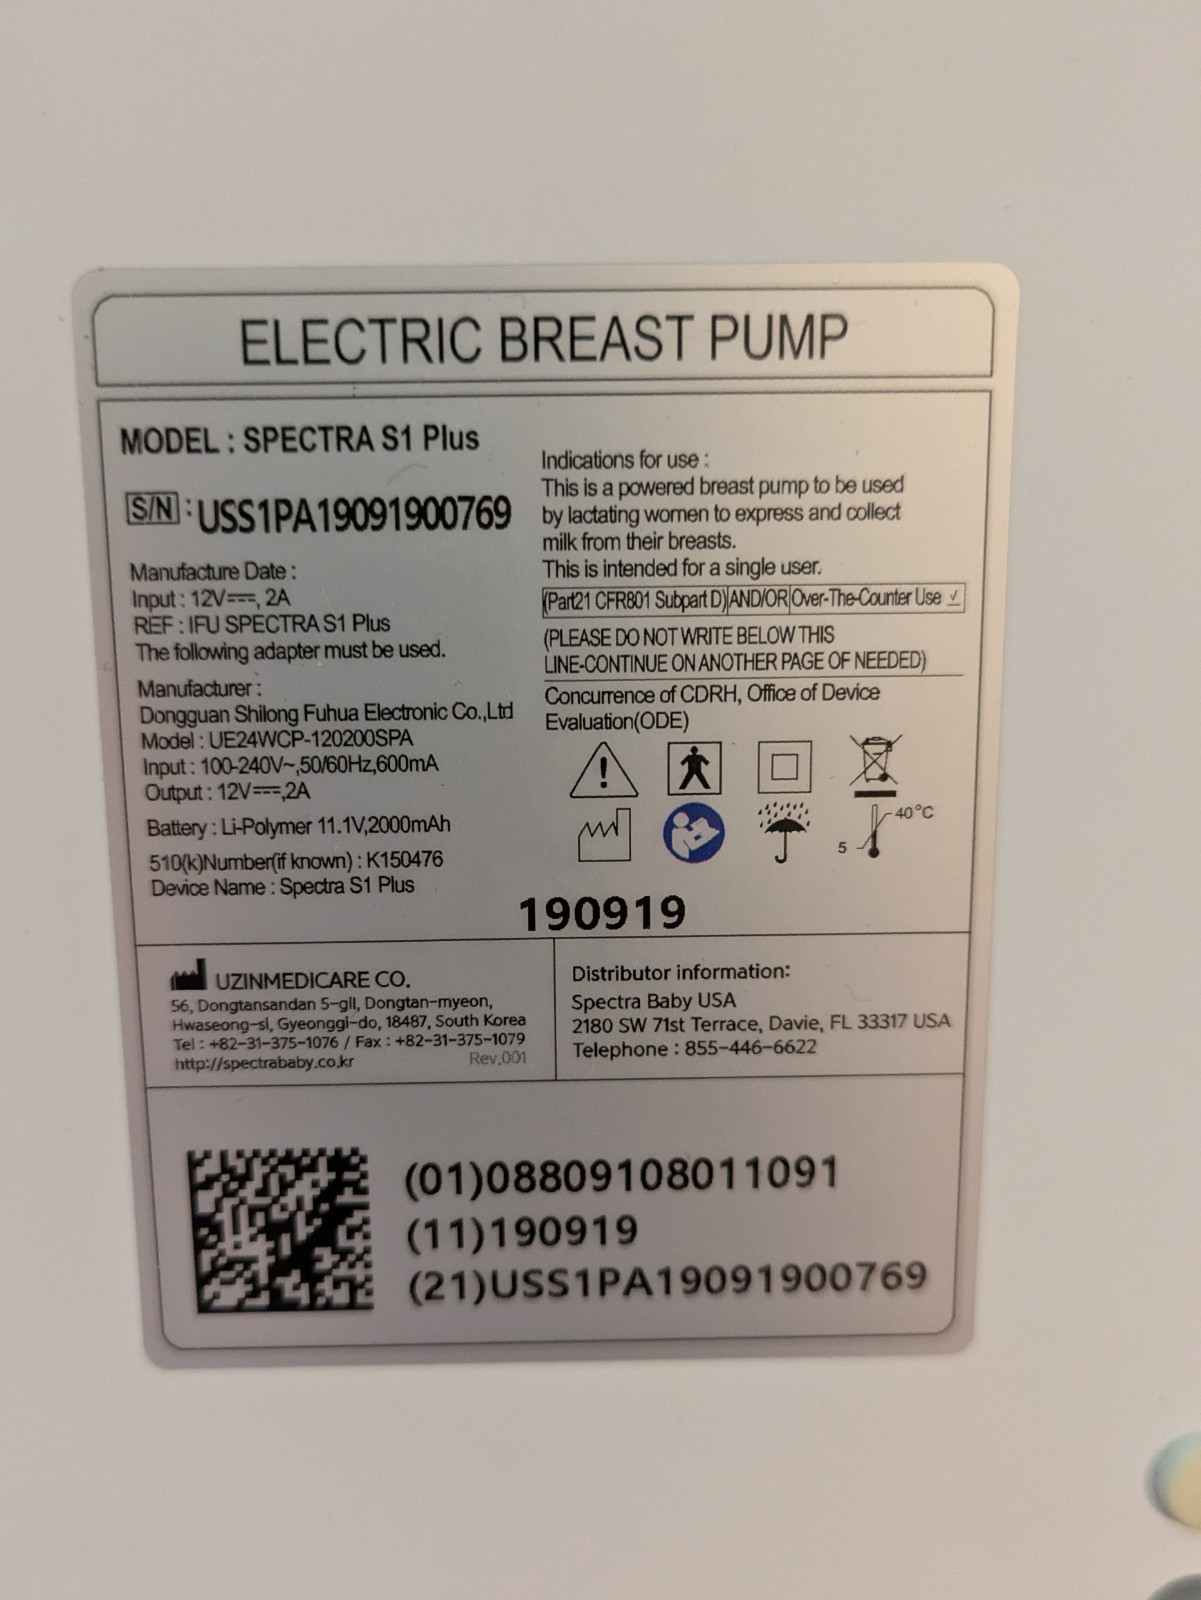 ELECTRIC BREAST PUMP
MODEL : SPECTRA S1 Plus
S/N : USS1PA19091900769
Manufacture Date :
Input : 12V⎓, 2A
REF : IFU SPECTRA S1 Plus
The following adapter must be used.
Manufacturer :
Dongguan Shilong Fuhua Electronic Co.,Ltd
Model : UE24WCP-120200SPA
Input : 100-240V~,50/60Hz,600mA
Output : 12V⎓,2A
Battery : Li-Polymer 11.1V,2000mAh
510(k)Number(if known) : K150476
Device Name : Spectra S1 Plus
Indications for use :
This is a powered breast pump to be used
by lactating women to express and collect
milk from their breasts.
This is intended for a single user.
(Part21 CFR801 Subpart D) AND/OR Over-The-Counter Use ✓
(PLEASE DO NOT WRITE BELOW THIS
LINE-CONTINUE ON ANOTHER PAGE OF NEEDED)
Concurrence of CDRH, Office of Device
Evaluation(ODE)
40°C
5
190919
UZINMEDICARE CO.
56, Dongtansandan 5-gil, Dongtan-myeon,
Hwaseong-si, Gyeonggi-do, 18487, South Korea
Tel : +82-31-375-1076 / Fax : +82-31-375-1079
http://spectrababy.co.kr Rev.001
Distributor information:
Spectra Baby USA
2180 SW 71st Terrace, Davie, FL 33317 USA
Telephone : 855-446-6622
(01)08809108011091
(11)190919
(21)USS1PA19091900769